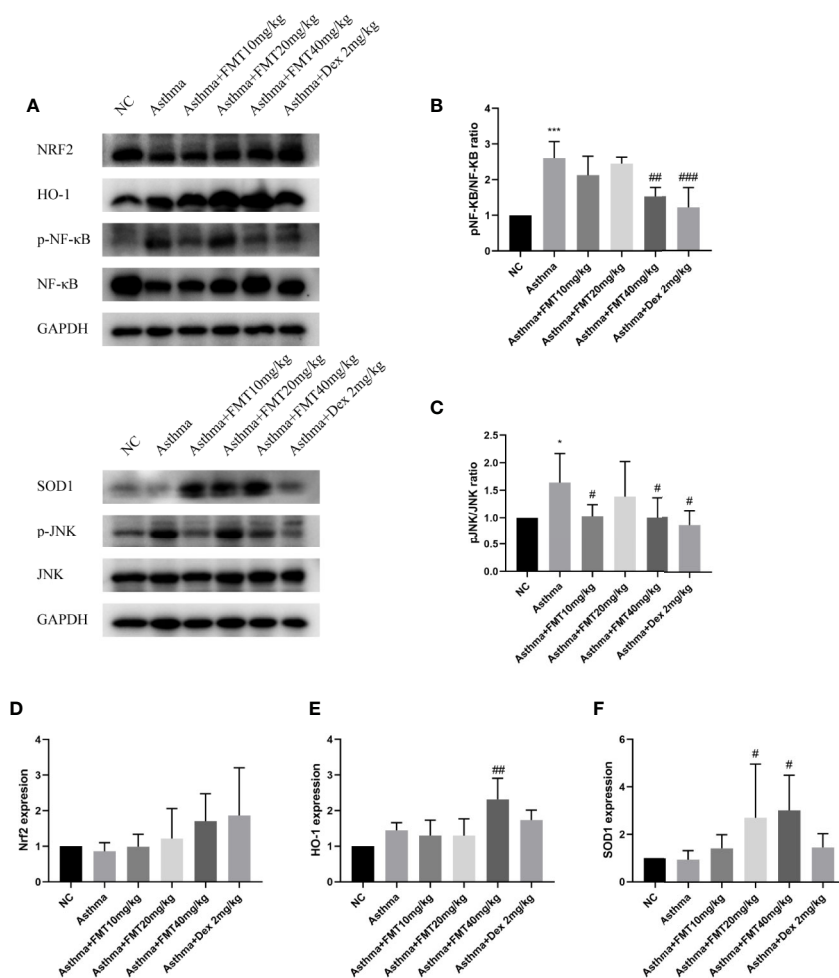 A
NC
Asthma
Asthma+FMT10mg/kg
Asthma+FMT20mg/kg
Asthma+FMT40mg/kg
Asthma+Dex 2mg/kg
NRF2
HO-1
p-NF-κB
NF-κB
GAPDH
NC
Asthma
Asthma+FMT10mg/kg
Asthma+FMT20mg/kg
Asthma+FMT40mg/kg
Asthma+Dex 2mg/kg
SOD1
p-JNK
JNK
GAPDH
B
pNF-KB/NF-KB ratio
4
3
2
1
0
***
##
###
NC
Asthma
Asthma+FMT10mg/kg
Asthma+FMT20mg/kg
Asthma+FMT40mg/kg
Asthma+Dex 2mg/kg
C
pJNK/JNK ratio
2.5
2.0
1.5
1.0
0.5
0.0
*
#
#
#
NC
Asthma
Asthma+FMT10mg/kg
Asthma+FMT20mg/kg
Asthma+FMT40mg/kg
Asthma+Dex 2mg/kg
D
Nrf2 expresion
4
3
2
1
0
NC
Asthma
Asthma+FMT10mg/kg
Asthma+FMT20mg/kg
Asthma+FMT40mg/kg
Asthma+Dex 2mg/kg
E
HO-1 expression
4
3
2
1
0
##
NC
Asthma
Asthma+FMT10mg/kg
Asthma+FMT20mg/kg
Asthma+FMT40mg/kg
Asthma+Dex 2mg/kg
F
SOD1 expression
6
4
2
0
#
#
NC
Asthma
Asthma+FMT10mg/kg
Asthma+FMT20mg/kg
Asthma+FMT40mg/kg
Asthma+Dex 2mg/kg